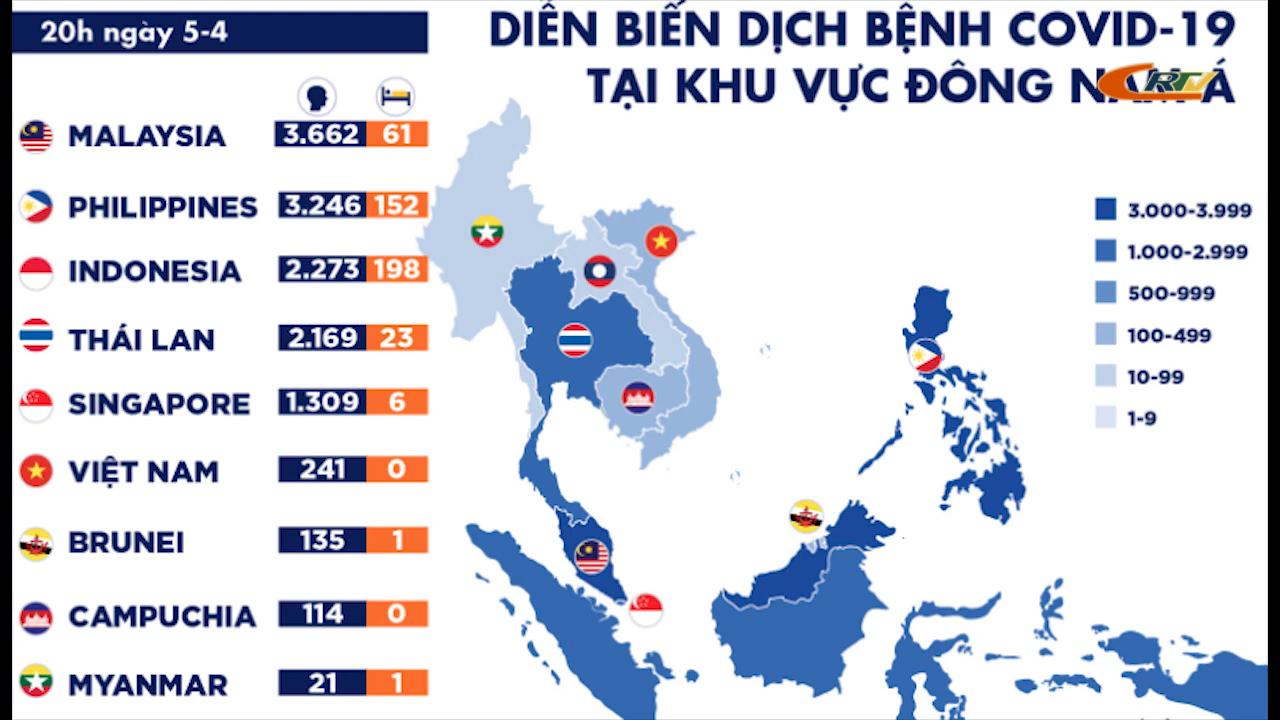 20h ngày 5-4
DIỄN BIẾN DỊCH BỆNH COVID-19
TẠI KHU VỰC ĐÔNG NAM Á
RTV
MALAYSIA 3.662 61
PHILIPPINES 3.246 152
INDONESIA 2.273 198
THÁI LAN 2.169 23
SINGAPORE 1.309 6
VIỆT NAM 241 0
BRUNEI 135 1
CAMPUCHIA 114 0
MYANMAR 21 1
3.000-3.999
1.000-2.999
500-999
100-499
10-99
1-9